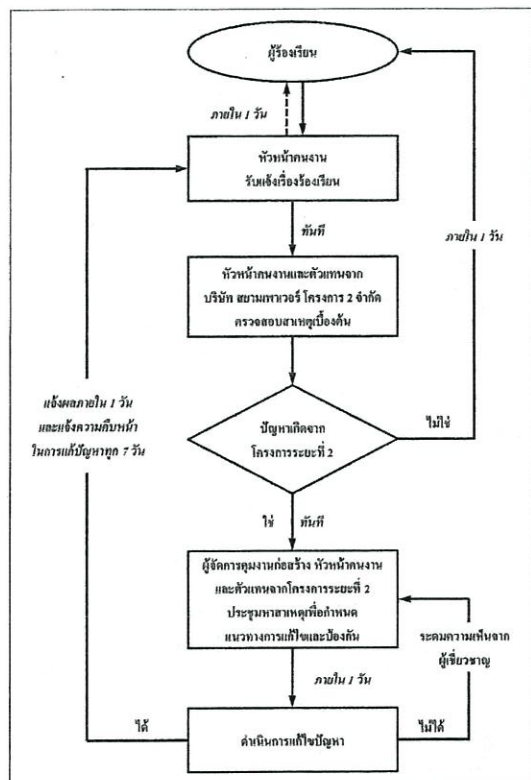 ผู้ร้องเรียน
ภายใน 1 วัน
หัวหน้าคนงาน
รับแจ้งเรื่องร้องเรียน
ทันที
ภายใน 1 วัน
หัวหน้าคนงานและตัวแทนจาก
บริษัท สยามเพาเวอร์ โครงการ 2 จำกัด
ตรวจสอบสาเหตุเบื้องต้น
แจ้งผลภายใน 1 วัน
และแจ้งความคืบหน้า
ในการแก้ปัญหาทุก 7 วัน
ปัญหาเกิดจาก
โครงการระยะที่ 2
ไม่ใช่
ใช่ ทันที
ผู้จัดการคุมงานก่อสร้าง หัวหน้าคนงาน
และตัวแทนจากโครงการระยะที่ 2
ประชุมหาสาเหตุเพื่อกำหนด
แนวทางการแก้ไขและป้องกัน
ระดมความเห็นจาก
ผู้เชี่ยวชาญ
ภายใน 1 วัน
ได้
ดำเนินการแก้ไขปัญหา
ไม่ได้